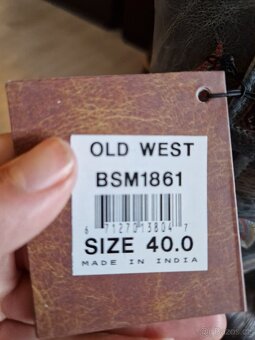 OLD WEST
BSM1861
6 71270 13804 7
SIZE 40.0
MADE IN INDIA